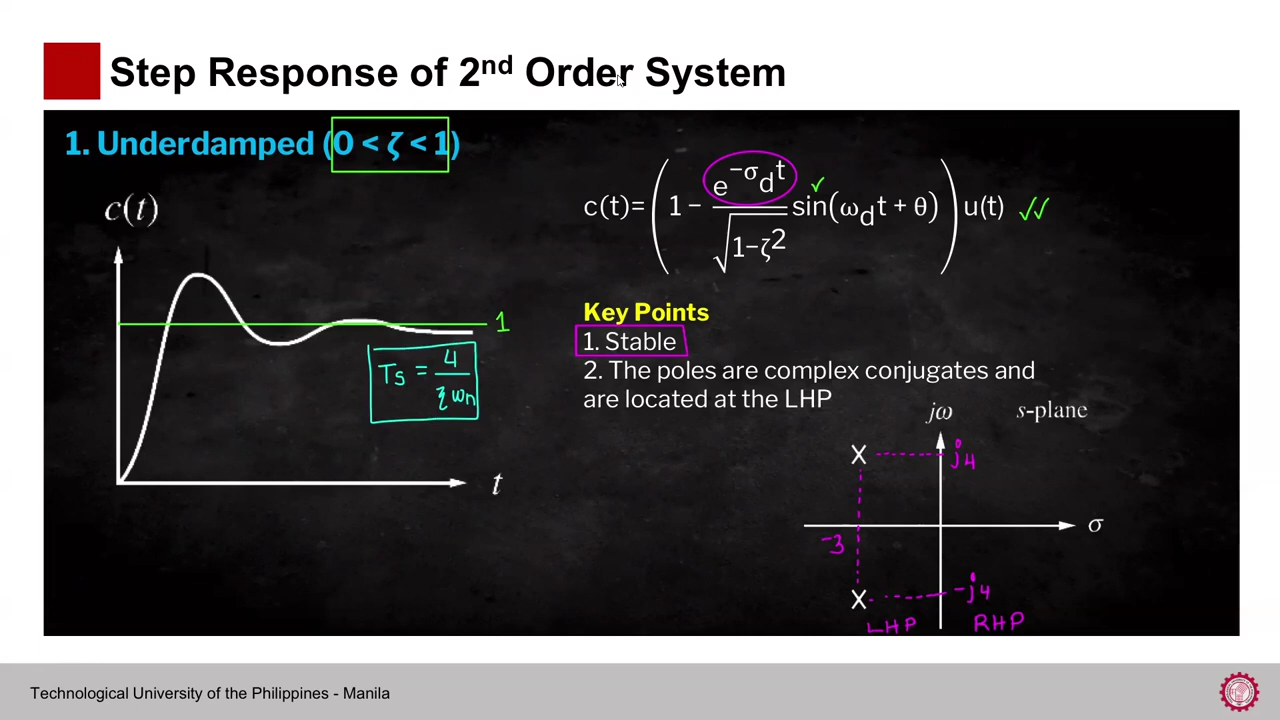 Step Response of 2nd Order System
1. Underdamped (0 < ζ < 1)
c(t)
1
Ts = 4/ζωn
t
c(t)= (1 − e^−σdt/√1−ζ2 sin(ωdt + θ)) u(t)
Key Points
1. Stable
2. The poles are complex conjugates and
are located at the LHP
jω
s-plane
X
j4
σ
-3
X
-j4
LHP
RHP
Technological University of the Philippines - Manila